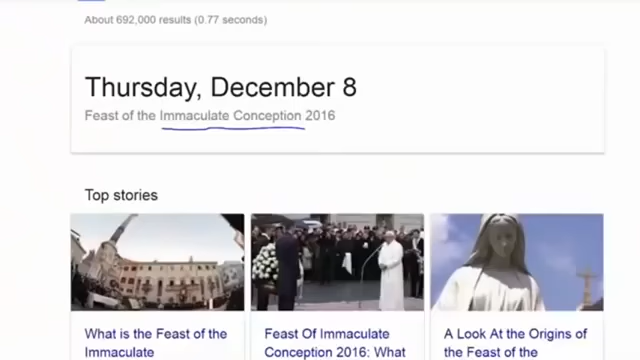 About 692,000 results (0.77 seconds)
Thursday, December 8
Feast of the Immaculate Conception 2016
Top stories
What is the Feast of the
Immaculate
Feast Of Immaculate
Conception 2016: What
A Look At the Origins of
the Feast of the